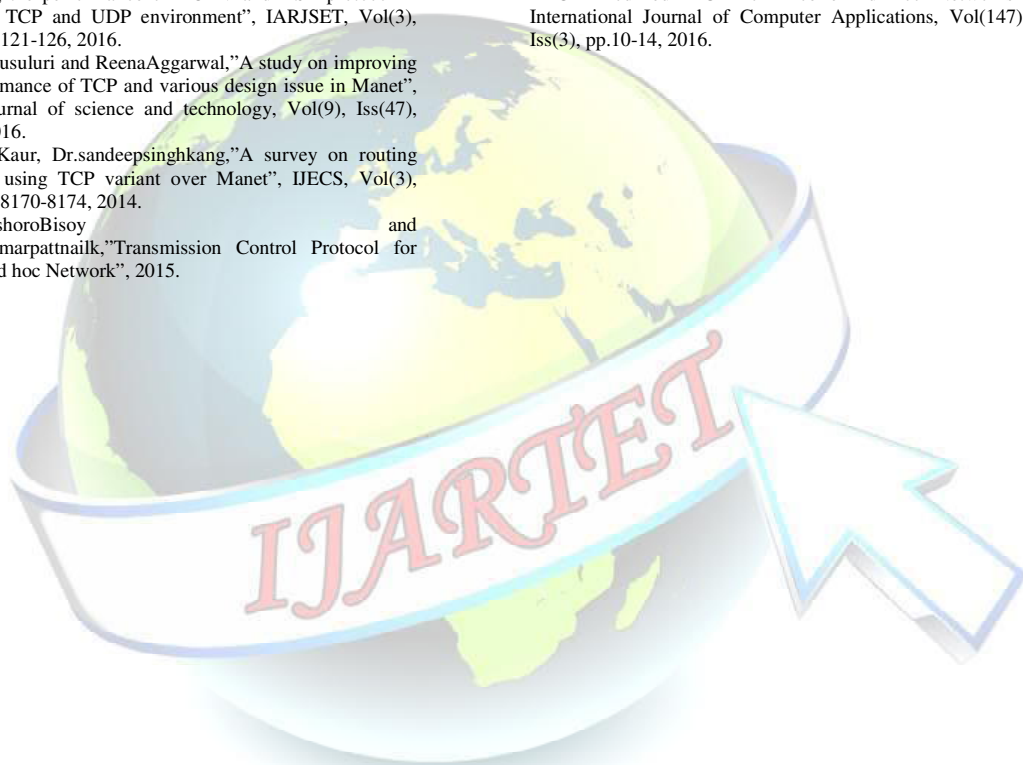 TCP and UDP environment”, IARJSET, Vol(3),
121-126, 2016.
usuluri and ReenaAggarwal,”A study on improving
rmance of TCP and various design issue in Manet”,
urnal of science and technology, Vol(9), Iss(47),
016.
Kaur, Dr.sandeepsinghkang,”A survey on routing
using TCP variant over Manet”, IJECS, Vol(3),
8170-8174, 2014.
shoroBisoy and
marpattnailk,”Transmission Control Protocol for
d hoc Network”, 2015.
International Journal of Computer Applications, Vol(147)
Iss(3), pp.10-14, 2016.
IJARTET